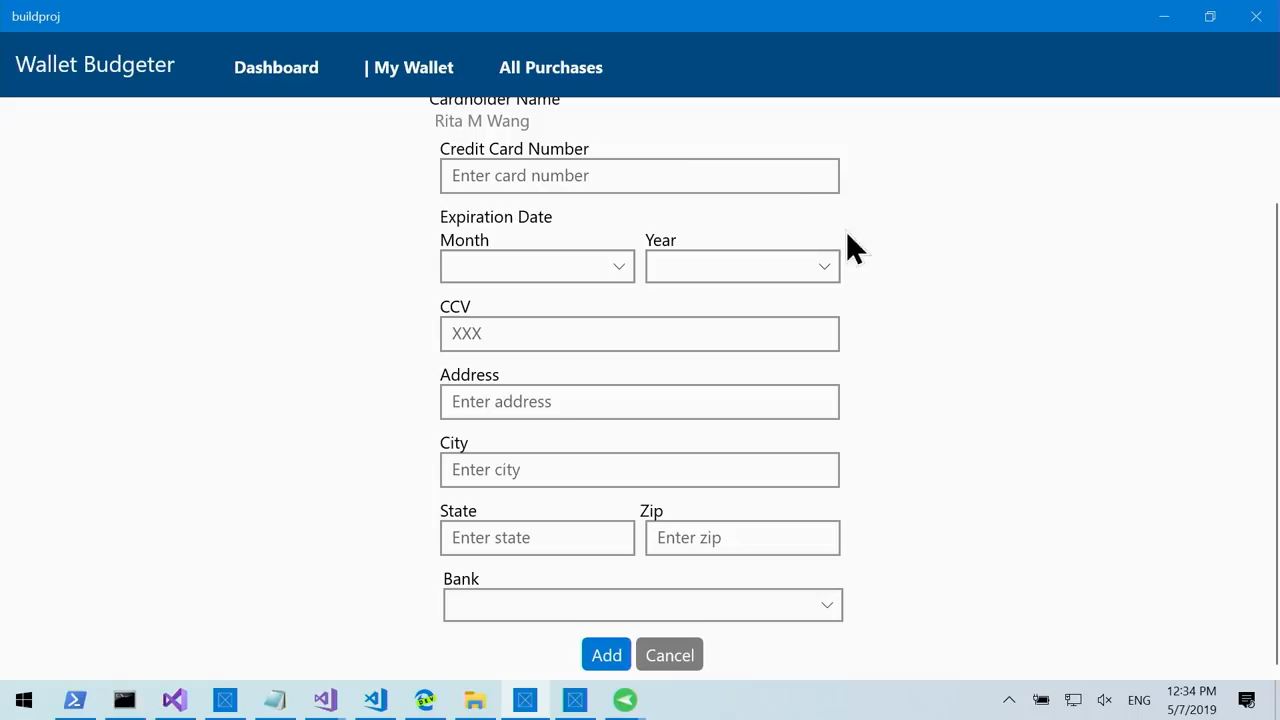 buildproj
Wallet Budgeter Dashboard | My Wallet All Purchases
Cardholder Name
Rita M Wang
Credit Card Number
Enter card number
Expiration Date
Month Year
CCV
XXX
Address
Enter address
City
Enter city
State Zip
Enter state Enter zip
Bank
Add Cancel
ENG 12:34 PM
5/7/2019